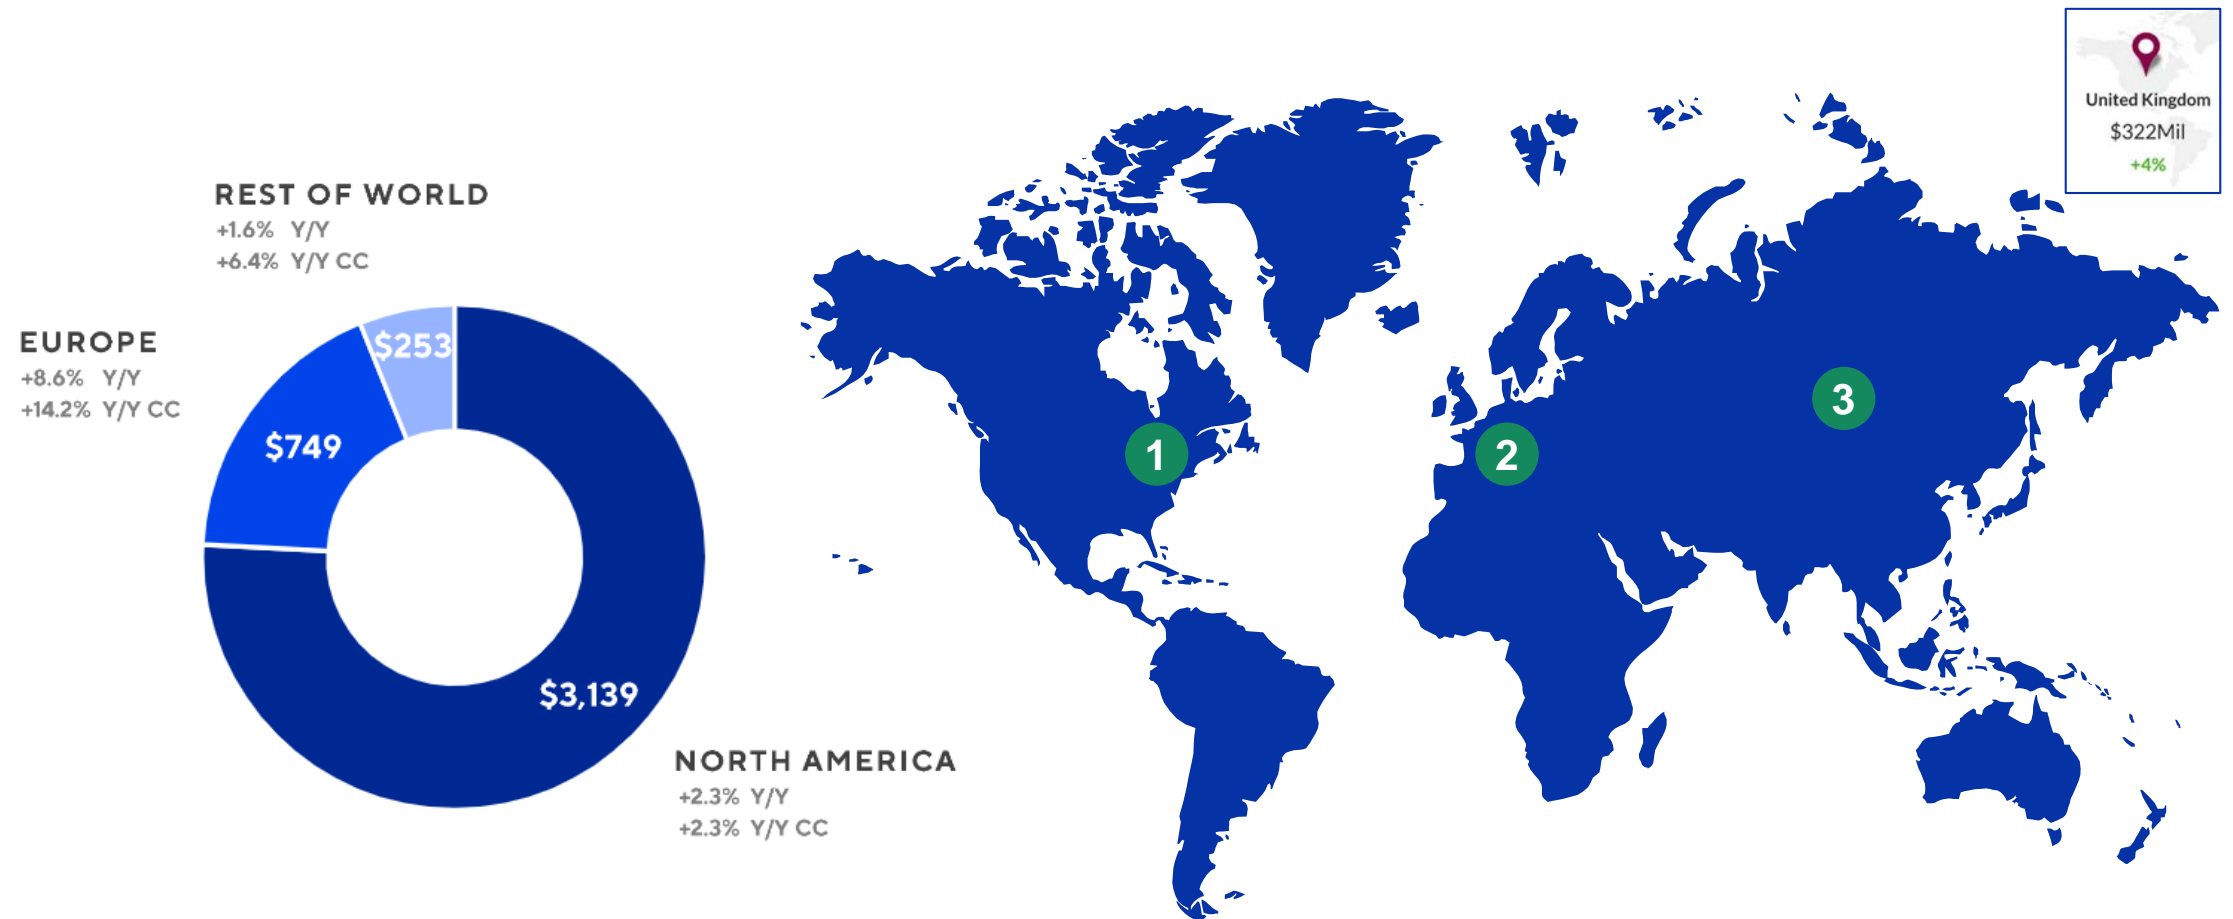 REST OF WORLD
+1.6% Y/Y
+6.4% Y/Y CC
EUROPE
+8.6% Y/Y
+14.2% Y/Y CC
$253
$749
$3,139
NORTH AMERICA
+2.3% Y/Y
+2.3% Y/Y CC
1
2
3
United Kingdom
$322Mil
+4%